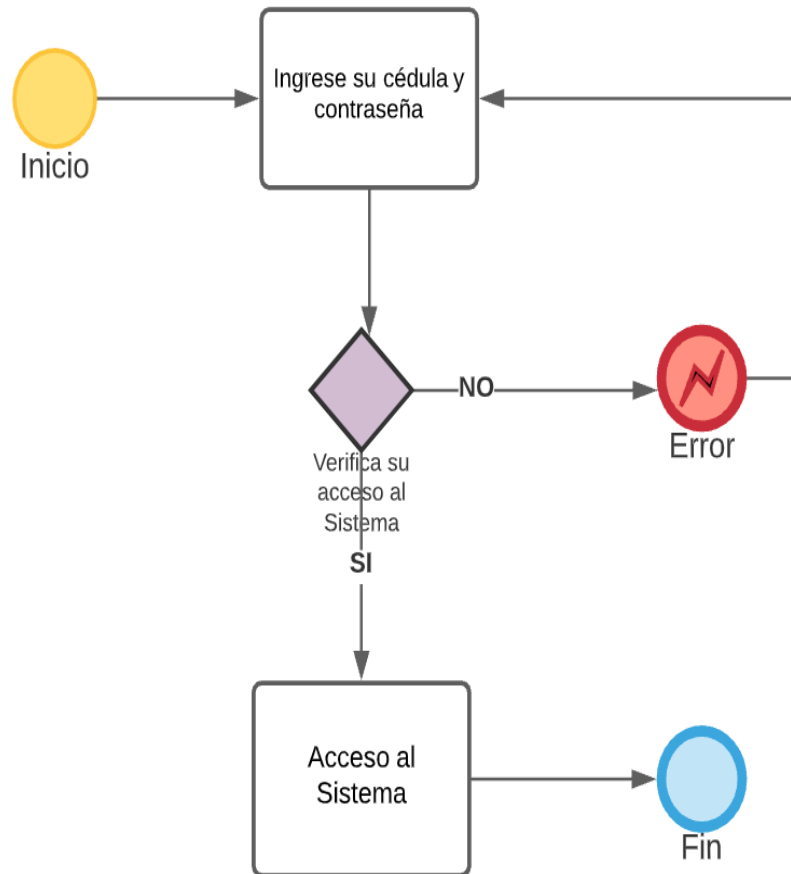 Ingrese su cédula y
contraseña
Inicio
NO
Error
Verifica su
acceso al
Sistema
SI
Acceso al
Sistema
Fin